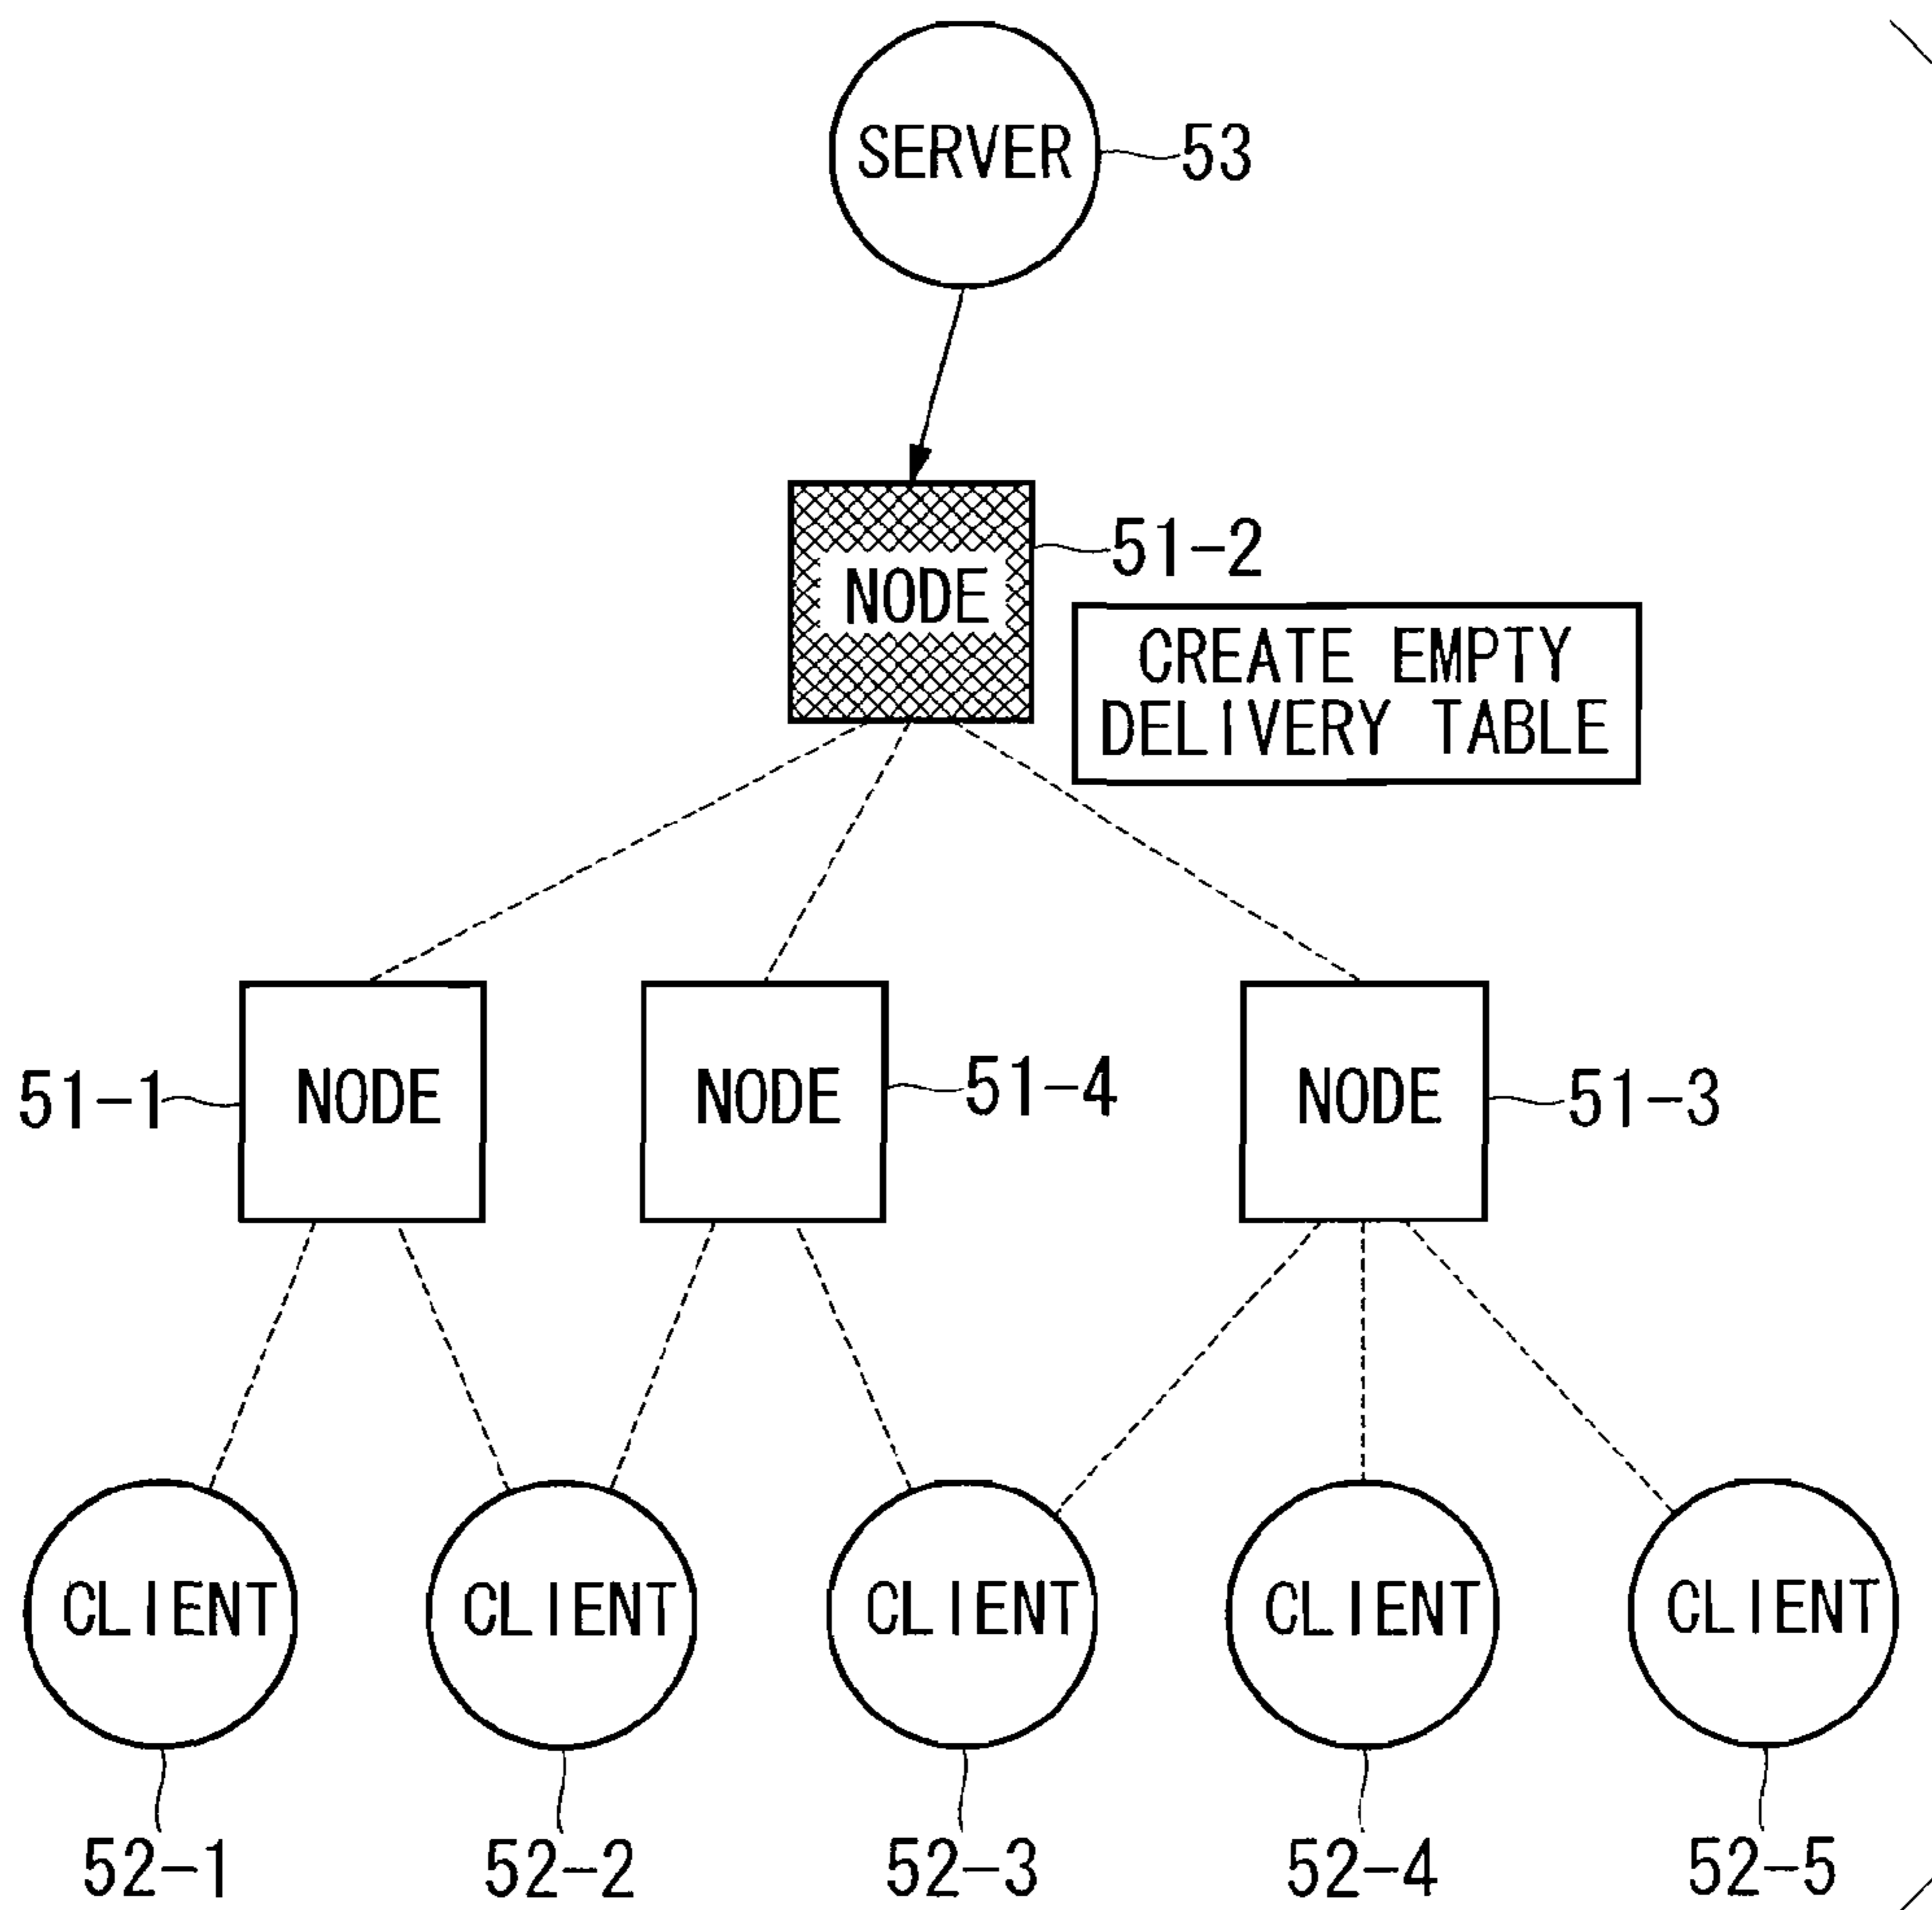 SERVER
53
NODE
51-2
CREATE EMPTY
DELIVERY TABLE
51-1
NODE
NODE
51-4
NODE
51-3
CLIENT
CLIENT
CLIENT
CLIENT
CLIENT
52-1
52-2
52-3
52-4
52-5